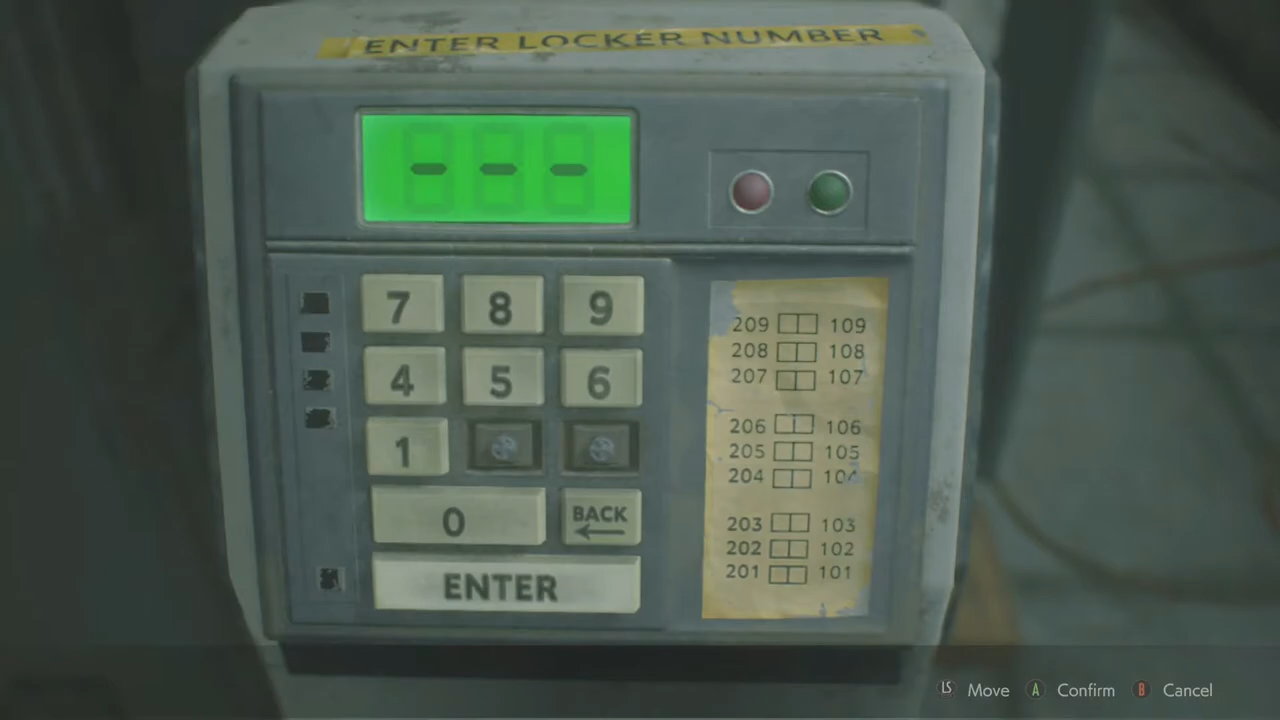 ENTER LOCKER NUMBER
7 8 9
4 5 6
1
0 BACK
ENTER
209 109
208 108
207 107
206 106
205 105
204 104
203 103
202 102
201 101
LS Move A Confirm B Cancel